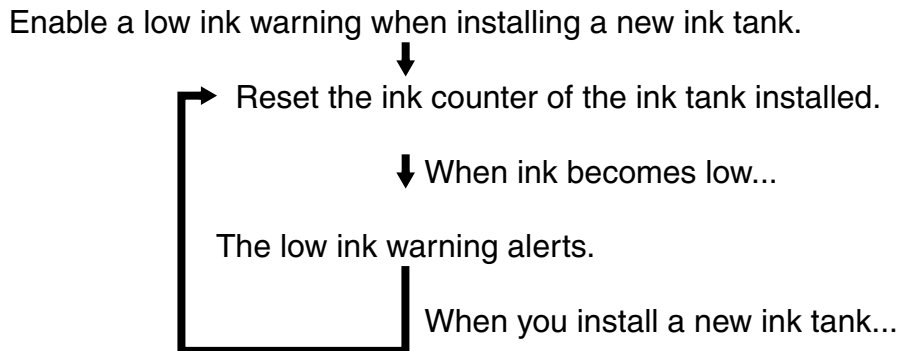 Enable a low ink warning when installing a new ink tank.
Reset the ink counter of the ink tank installed.
When ink becomes low...
The low ink warning alerts.
When you install a new ink tank...